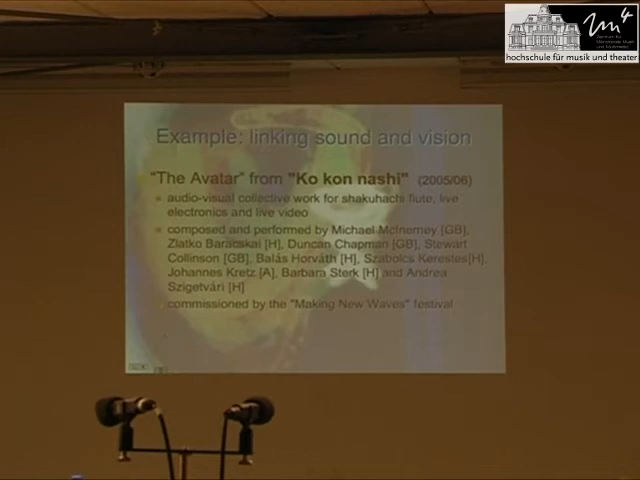 hochschule für musik und theater
Example: linking sound and vision
"The Avatar" from "Ko kon nashi" (2005/06)
audio-visual collective work for shakuhachi flute, live
electronics and live video
composed and performed by Michael McInerney [GB],
Zlatko Baracskai [H], Duncan Chapman [GB], Stewart
Collinson [GB], Balás Horváth [H], Szabolcs Kerestes[H],
Johannes Kretz [A], Barbara Sterk [H] and Andrea
Szigetvári [H]
commissioned by the "Making New Waves" festival